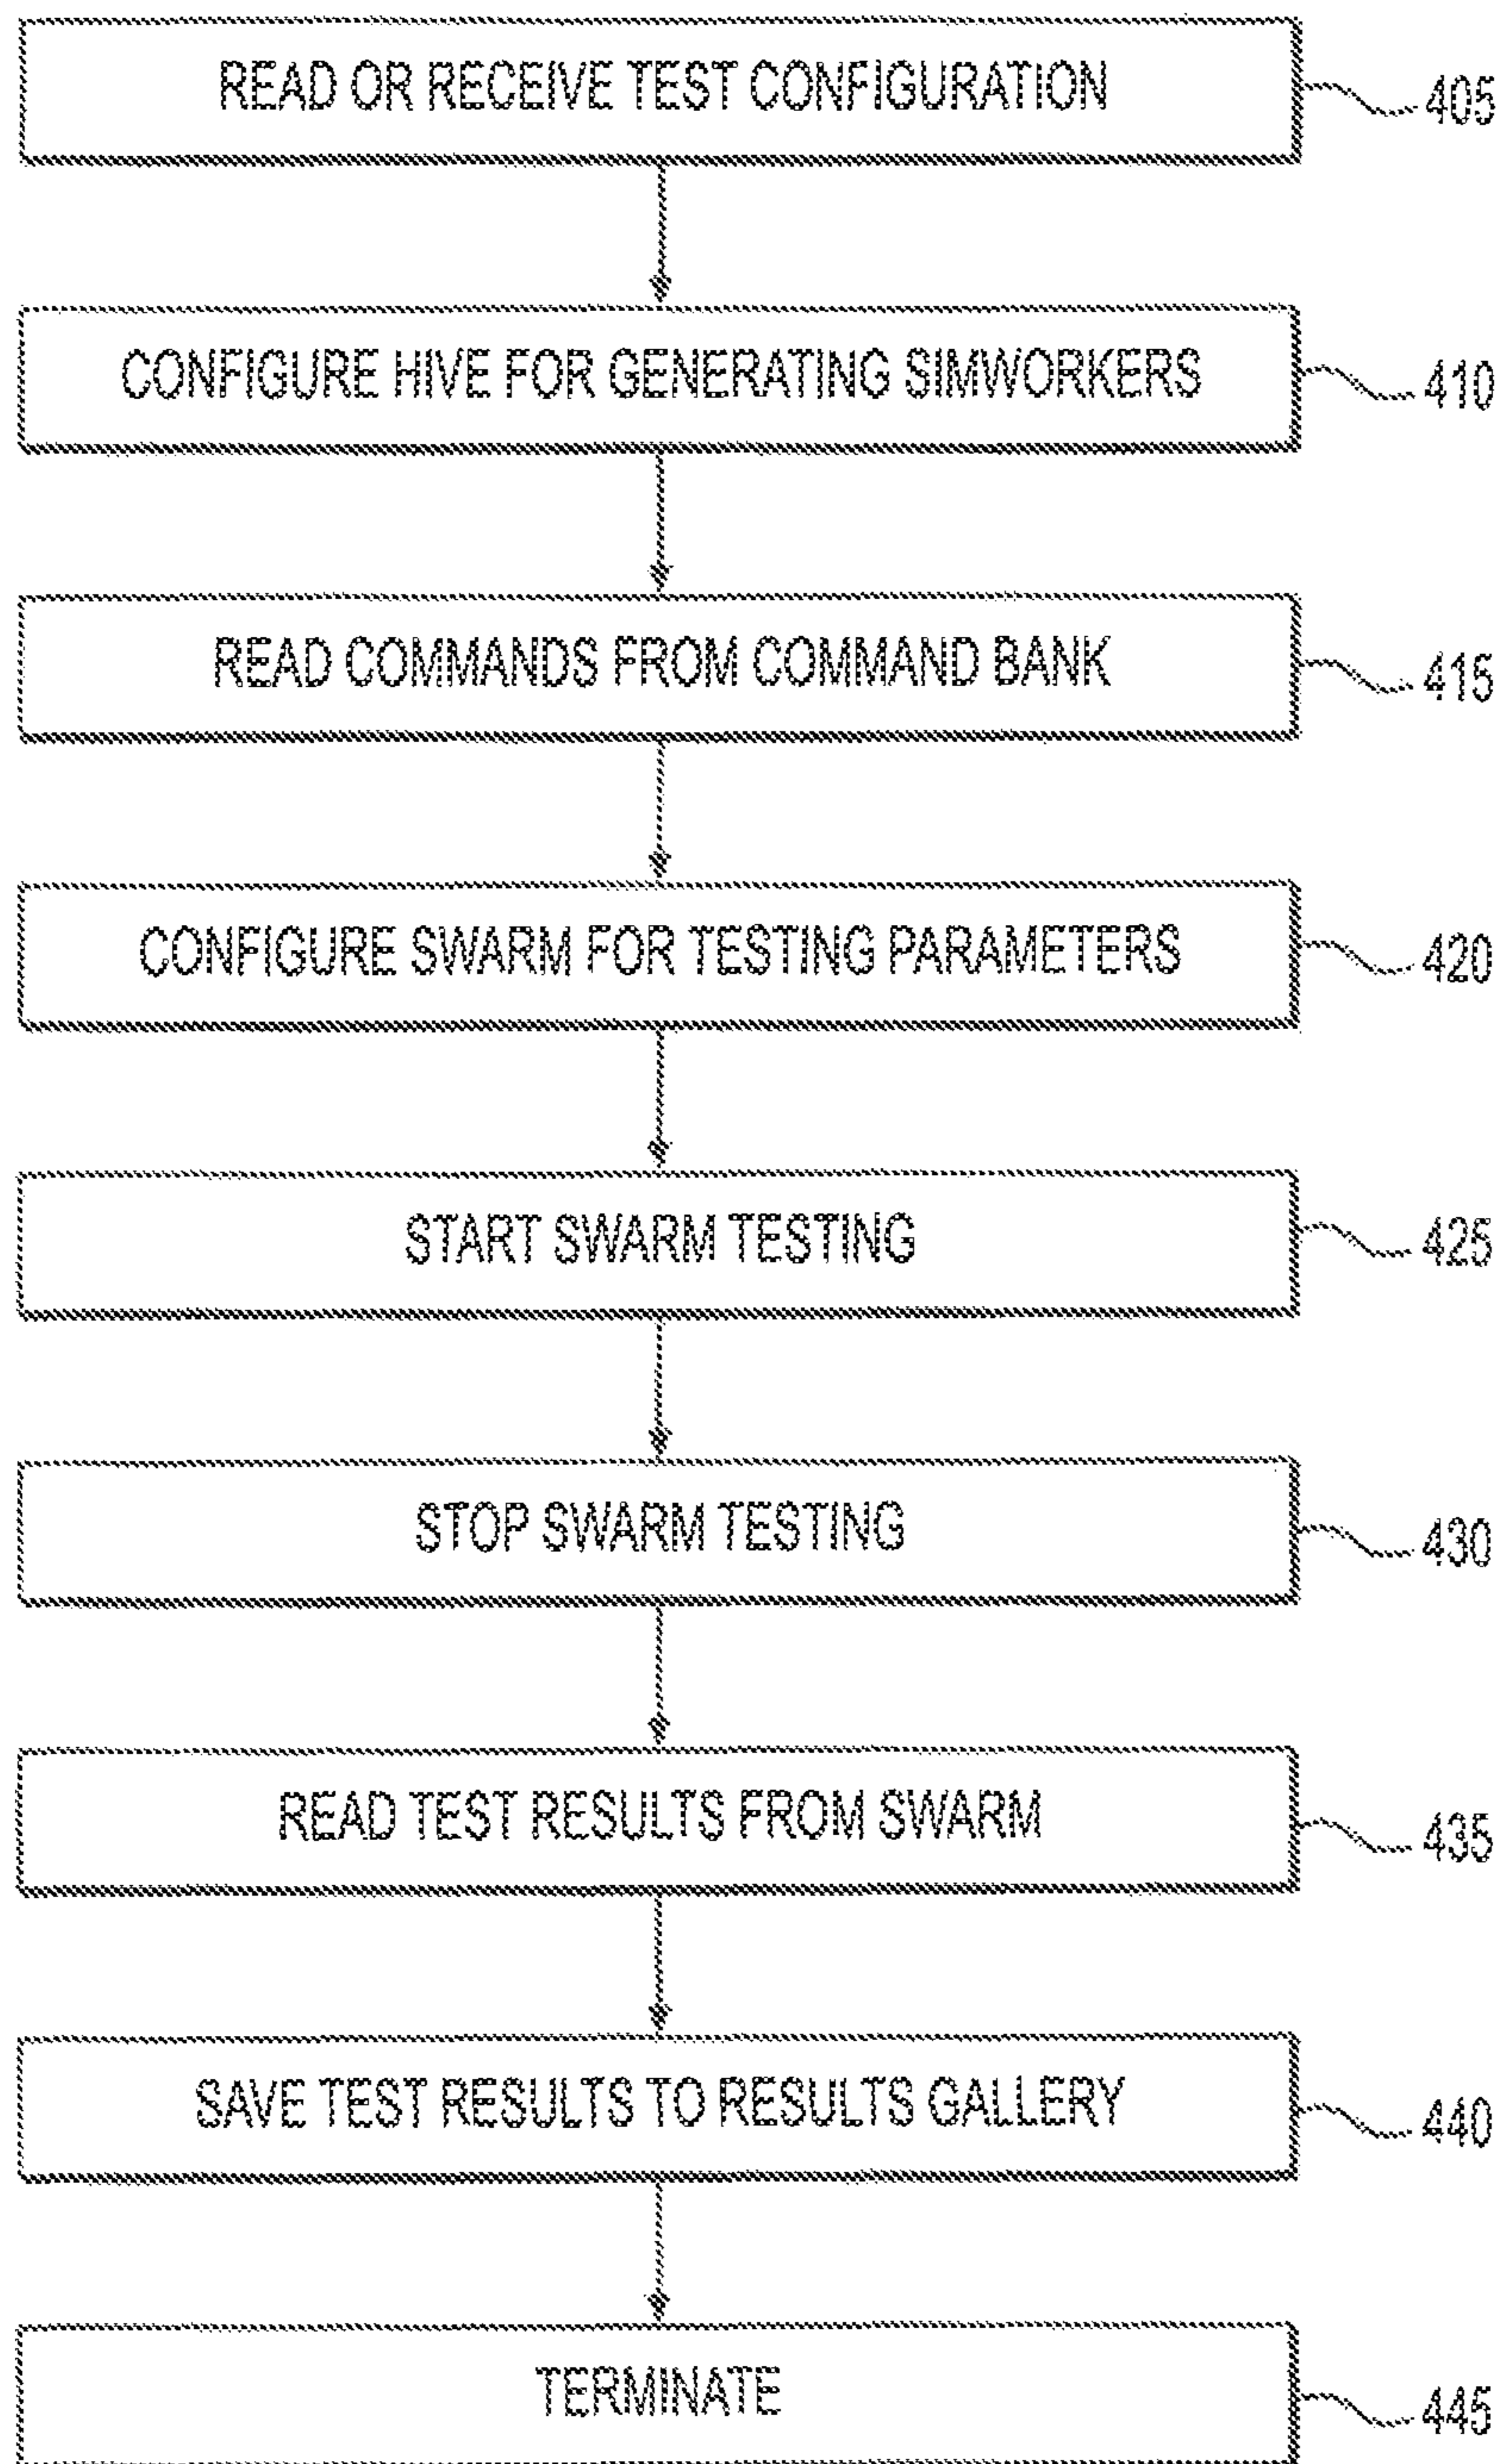 READ OR RECEIVE TEST CONFIGURATION
405
CONFIGURE HIVE FOR GENERATING SIMWORKERS
410
READ COMMANDS FROM COMMAND BANK
415
CONFIGURE SWARM FOR TESTING PARAMETERS
420
START SWARM TESTING
425
STOP SWARM TESTING
430
READ TEST RESULTS FROM SWARM
435
SAVE TEST RESULTS TO RESULTS GALLERY
440
TERMINATE
445